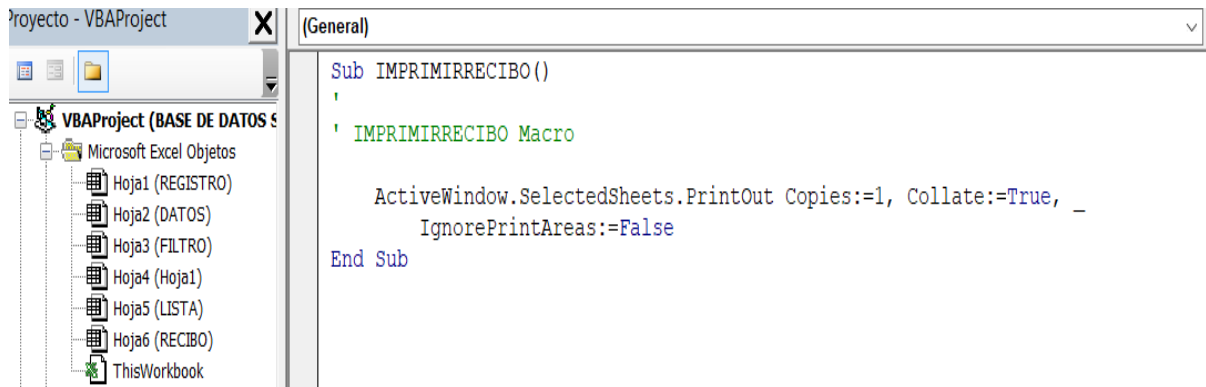 Proyecto - VBAProject
(General)
VBAProject (BASE DE DATOS S
Microsoft Excel Objetos
Hoja1 (REGISTRO)
Hoja2 (DATOS)
Hoja3 (FILTRO)
Hoja4 (Hoja1)
Hoja5 (LISTA)
Hoja6 (RECIBO)
ThisWorkbook
Sub IMPRIMIRRECIBO()
'
' IMPRIMIRRECIBO Macro
ActiveWindow.SelectedSheets.PrintOut Copies:=1, Collate:=True, _
IgnorePrintAreas:=False
End Sub